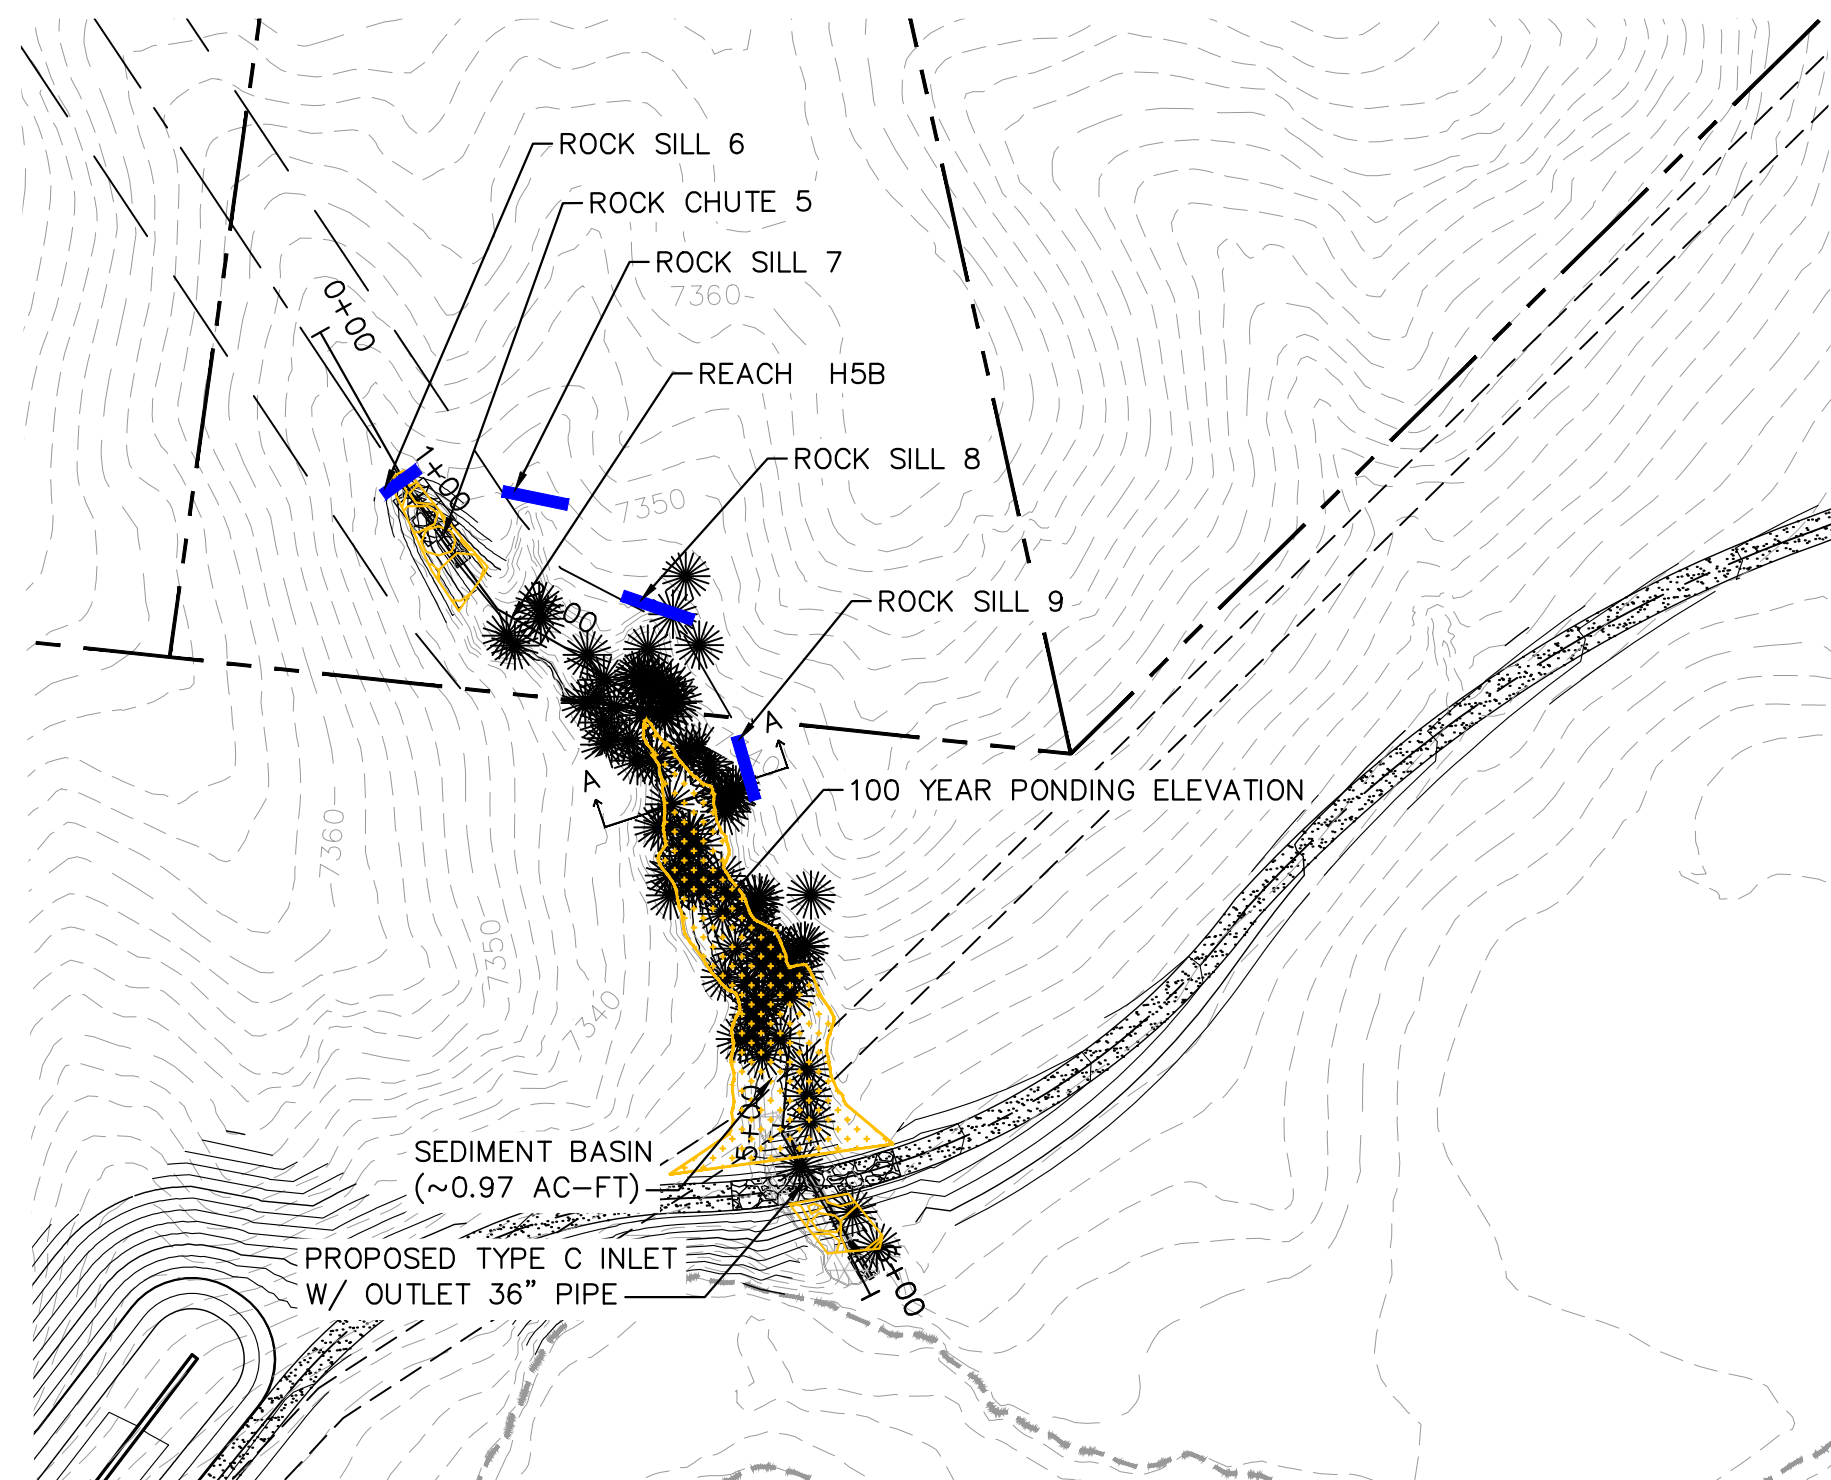 ROCK SILL 6
ROCK CHUTE 5
ROCK SILL 7
7360
0+00
REACH H5B
ROCK SILL 8
1+00
7350
ROCK SILL 9
A
A
100 YEAR PONDING ELEVATION
7360
7350
7340
5+00
SEDIMENT BASIN
(~0.97 AC-FT)
PROPOSED TYPE C INLET
W/ OUTLET 36" PIPE